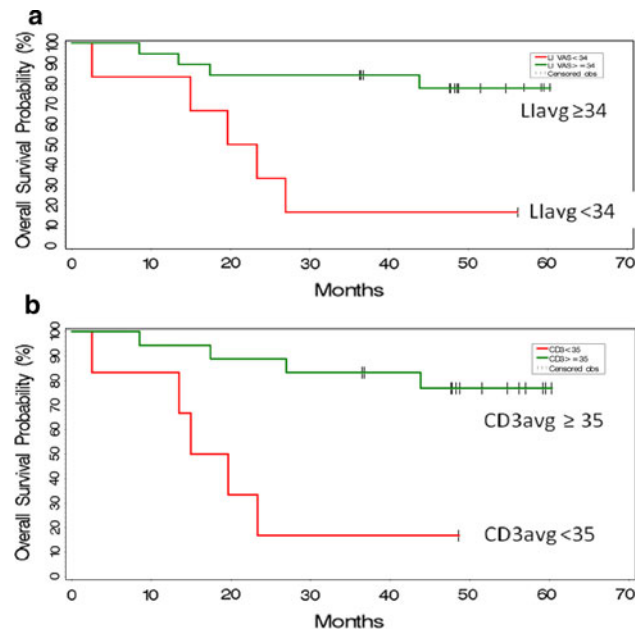 a
Overall Survival Probability (%)
100
90
80
70
60
50
40
30
20
10
0
LI VAS<34
LI VAS>=34
Censored obs
LIavg ≥34
LIavg <34
0 10 20 30 40 50 60 70
Months
b
Overall Survival Probability (%)
100
90
80
70
60
50
40
30
20
10
0
CD3<35
CD3>=35
Censored obs
CD3avg ≥ 35
CD3avg <35
0 10 20 30 40 50 60 70
Months